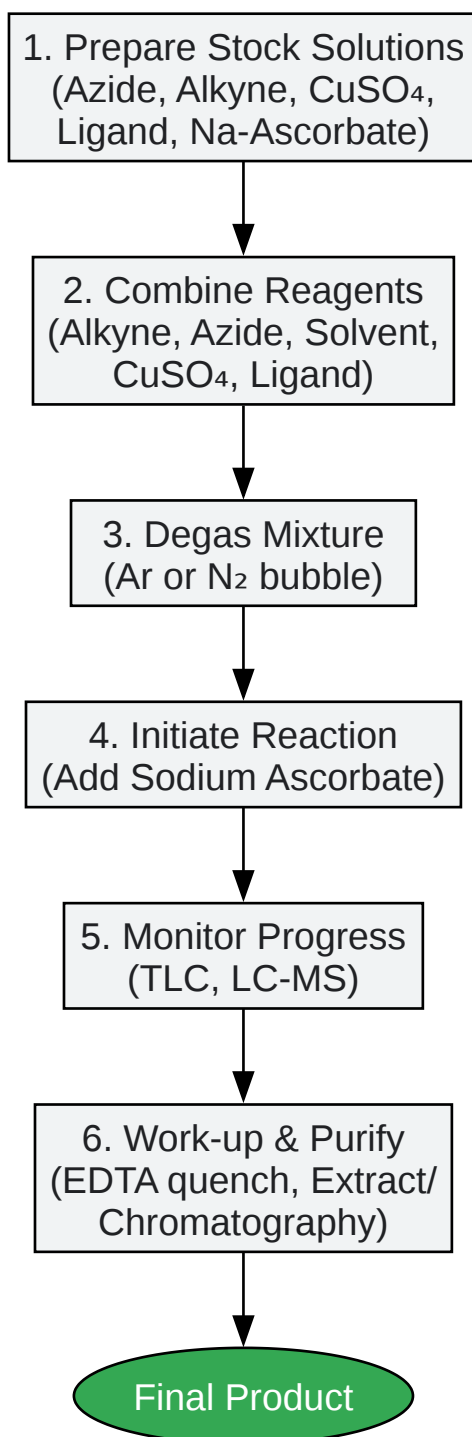 1. Prepare Stock Solutions
(Azide, Alkyne, CuSO₄,
Ligand, Na-Ascorbate)
2. Combine Reagents
(Alkyne, Azide, Solvent,
CuSO₄, Ligand)
3. Degas Mixture
(Ar or N₂ bubble)
4. Initiate Reaction
(Add Sodium Ascorbate)
5. Monitor Progress
(TLC, LC-MS)
6. Work-up & Purify
(EDTA quench, Extract/
Chromatography)
Final Product